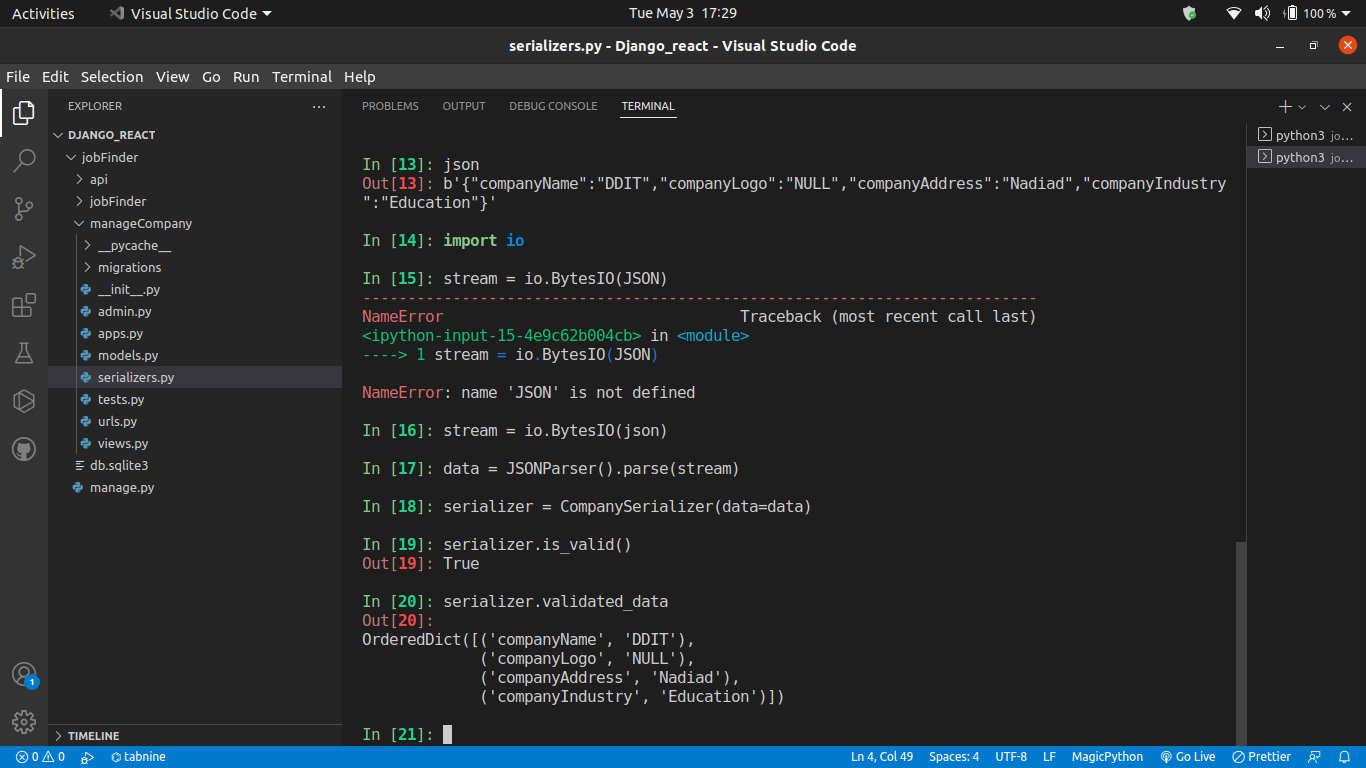 Activities
Visual Studio Code
Tue May 3 17:29
100 %
serializers.py - Django_react - Visual Studio Code
File Edit Selection View Go Run Terminal Help
EXPLORER
DJANGO_REACT
jobFinder
api
jobFinder
manageCompany
__pycache__
migrations
__init__.py
admin.py
apps.py
models.py
serializers.py
tests.py
urls.py
views.py
db.sqlite3
manage.py
TIMELINE
1
PROBLEMS OUTPUT DEBUG CONSOLE TERMINAL
python3 jo...
python3 jo...
In [13]: json
Out[13]: b'{"companyName":"DDIT","companyLogo":"NULL","companyAddress":"Nadiad","companyIndustry
":"Education"}'
In [14]: import io
In [15]: stream = io.BytesIO(JSON)
---------------------------------------------------------------------------
NameError                                 Traceback (most recent call last)
<ipython-input-15-4e9c62b004cb> in <module>
----> 1 stream = io.BytesIO(JSON)
NameError: name 'JSON' is not defined
In [16]: stream = io.BytesIO(json)
In [17]: data = JSONParser().parse(stream)
In [18]: serializer = CompanySerializer(data=data)
In [19]: serializer.is_valid()
Out[19]: True
In [20]: serializer.validated_data
Out[20]:
OrderedDict([('companyName', 'DDIT'),
             ('companyLogo', 'NULL'),
             ('companyAddress', 'Nadiad'),
             ('companyIndustry', 'Education')])
In [21]:
0 0 tabnine Ln 4, Col 49 Spaces: 4 UTF-8 LF MagicPython Go Live Prettier